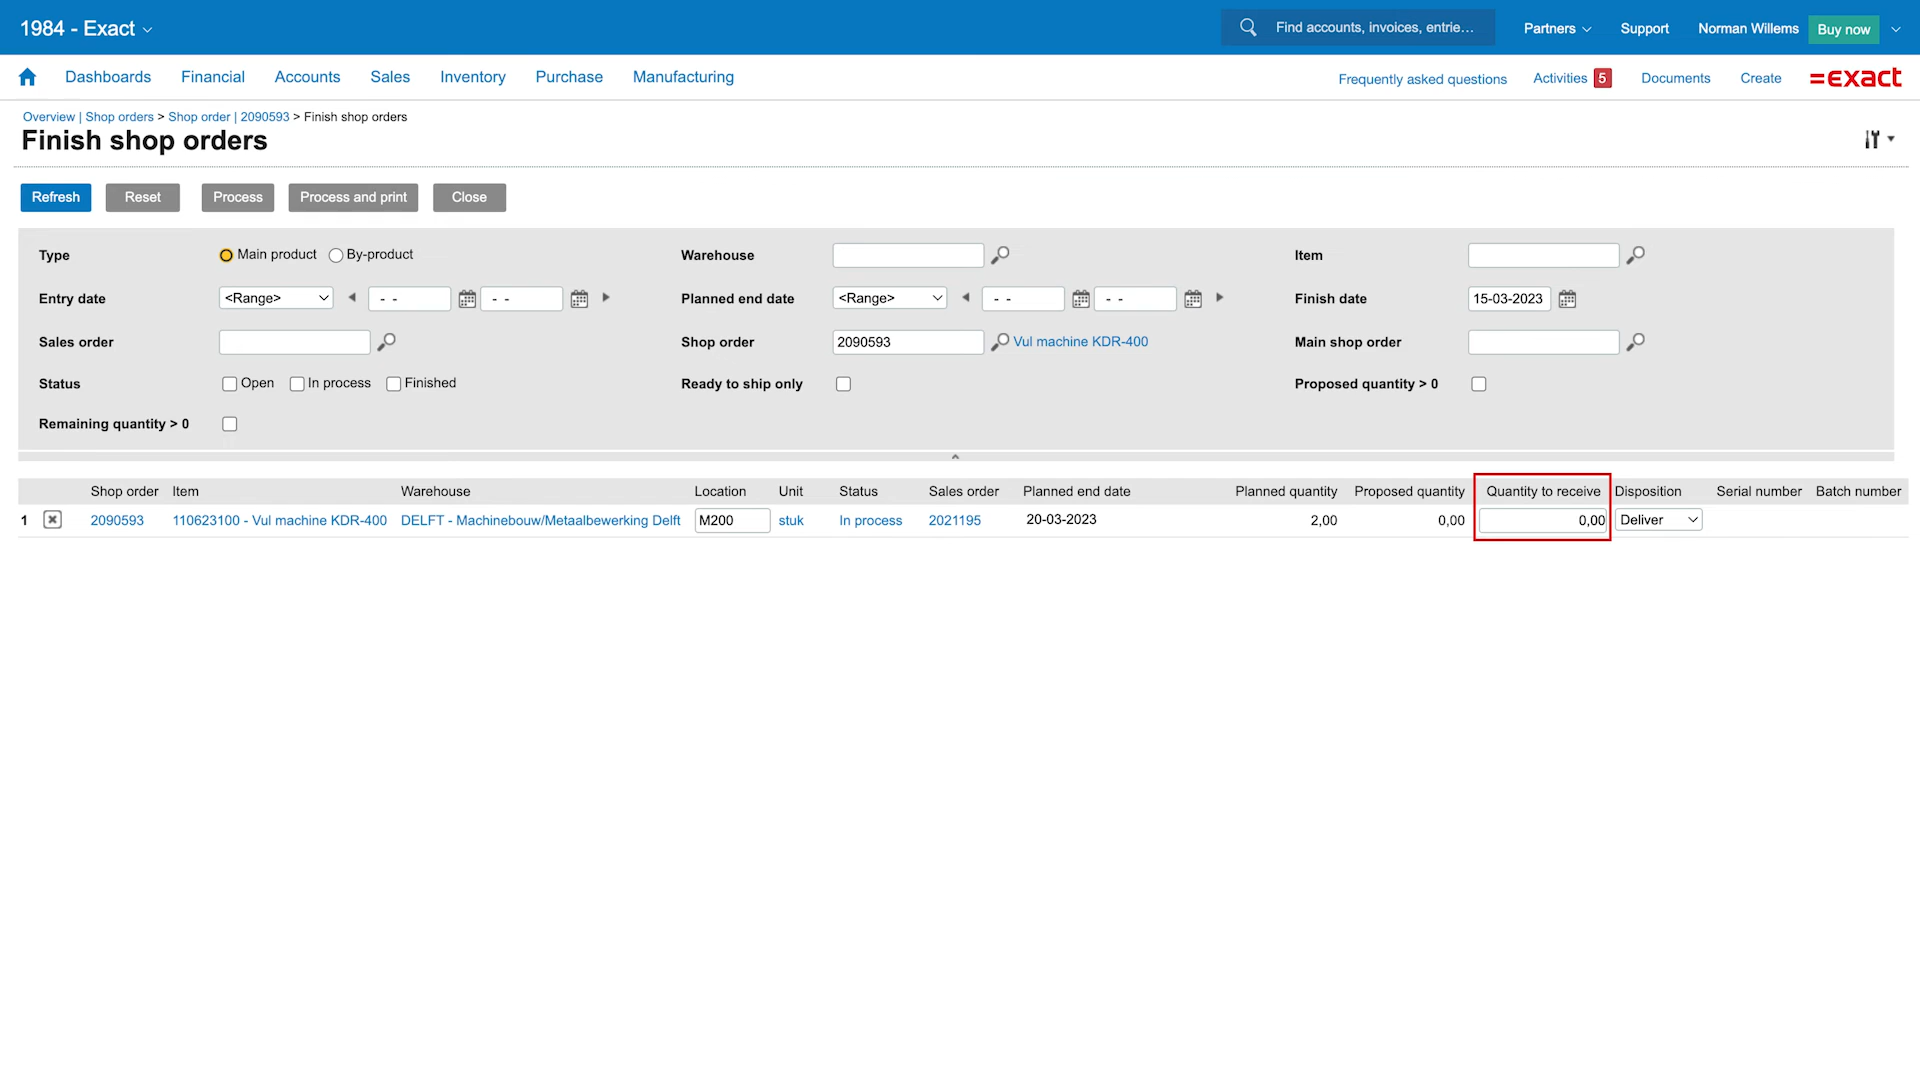 1984 - Exact
Find accounts, invoices, entrie...
Partners
Support
Norman Willems
Buy now
Dashboards
Financial
Accounts
Sales
Inventory
Purchase
Manufacturing
Frequently asked questions
Activities 5
Documents
Create
=exact
Overview | Shop orders > Shop order | 2090593 > Finish shop orders
Finish shop orders
Refresh
Reset
Process
Process and print
Close
Type
Main product
By-product
Warehouse
Item
Entry date
<Range>
- -
- -
Planned end date
<Range>
- -
- -
Finish date
15-03-2023
Sales order
Shop order
2090593
Vul machine KDR-400
Main shop order
Status
Open
In process
Finished
Ready to ship only
Proposed quantity > 0
Remaining quantity > 0
Shop order
Item
Warehouse
Location
Unit
Status
Sales order
Planned end date
Planned quantity
Proposed quantity
Quantity to receive
Disposition
Serial number
Batch number
1
2090593
110623100 - Vul machine KDR-400
DELFT - Machinebouw/Metaalbewerking Delft
M200
stuk
In process
2021195
20-03-2023
2,00
0,00
0,00
Deliver